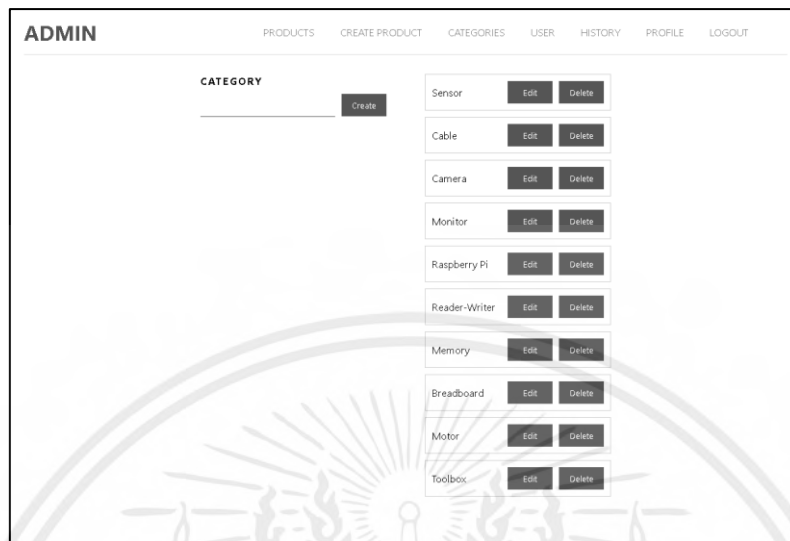 ADMIN PRODUCTS CREATE PRODUCT CATEGORIES USER HISTORY PROFILE LOGOUT
CATEGORY
Create
Sensor Edit Delete
Cable Edit Delete
Camera Edit Delete
Monitor Edit Delete
Raspberry Pi Edit Delete
Reader-Writer Edit Delete
Memory Edit Delete
Breadboard Edit Delete
Motor Edit Delete
Toolbox Edit Delete